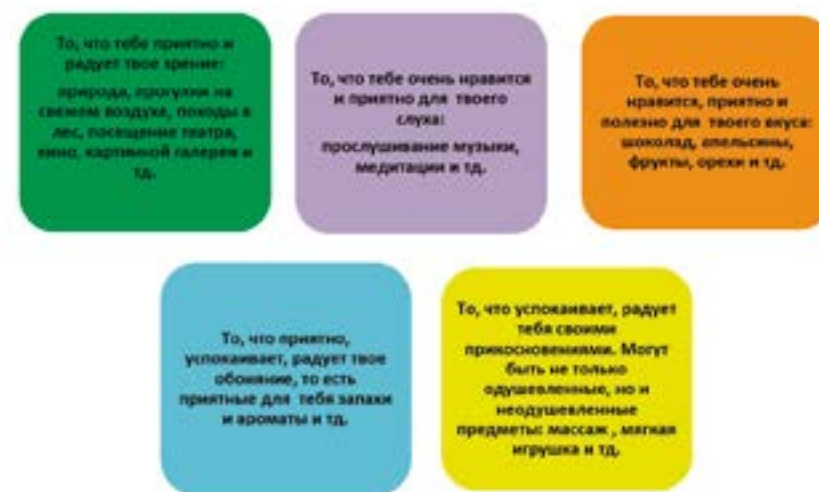 То, что тебе приятно и
радует твое зрение:
природа, прогулки на
свежем воздухе, походы в
лес, посещение театра,
кино, картинной галереи и
тд.
То, что тебе очень нравится
и приятно для твоего
слуха:
прослушивание музыки,
медитации и тд.
То, что тебе очень
нравится, приятно и
полезно для твоего вкуса:
шоколад, апельсины,
фрукты, орехи и тд.
То, что приятно,
успокаивает, радует твое
обоняние, то есть
приятные для тебя запахи
и ароматы и тд.
То, что успокаивает, радует
тебя своими
прикосновениями. Могут
быть не только
одушевленные, но и
неодушевленные
предметы: массаж , мягкая
игрушка и тд.